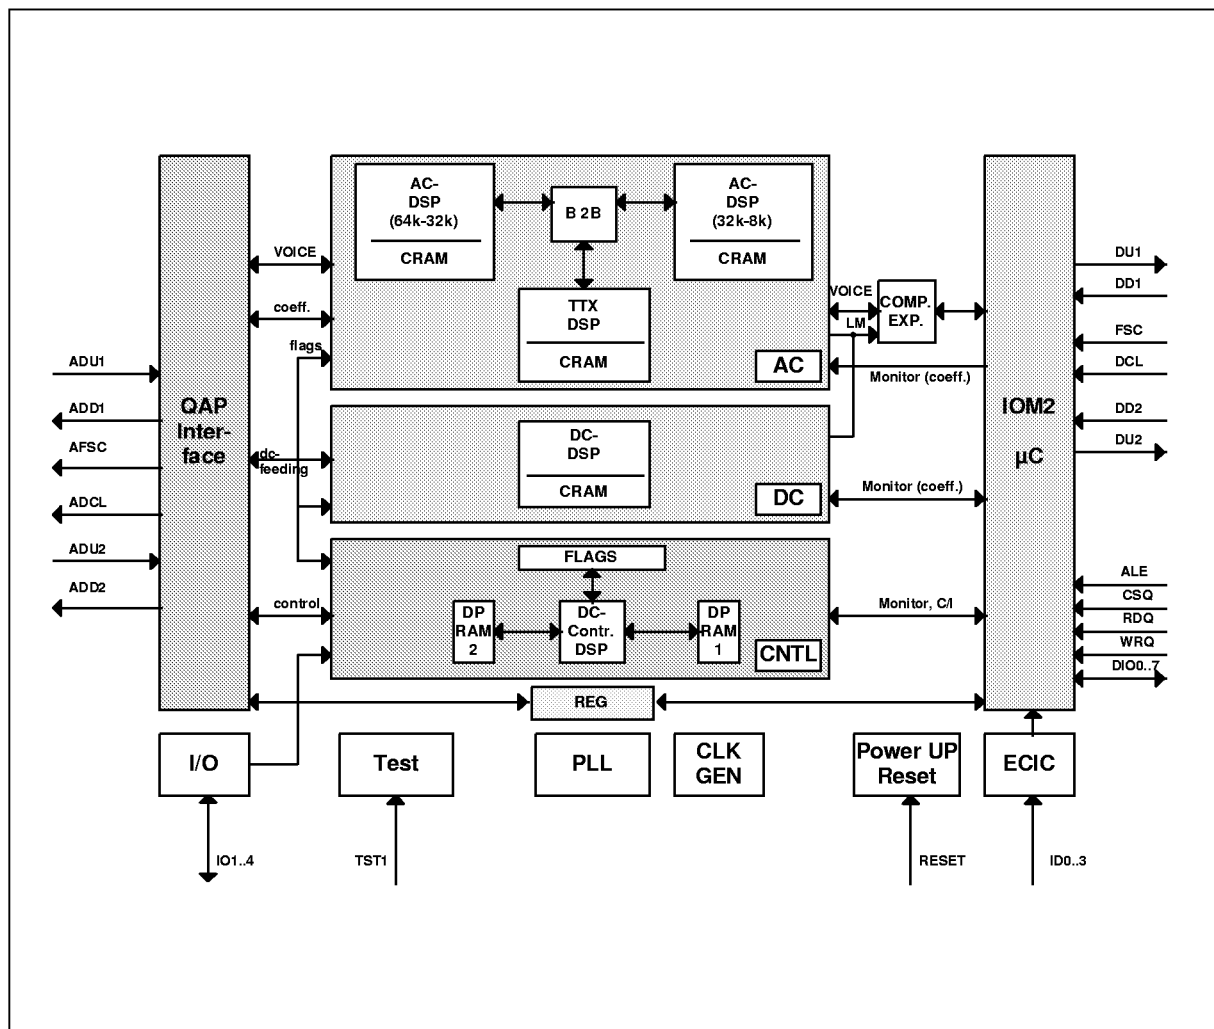 AC-
DSP
(64k-32k)
CRAM
B 2B
AC-
DSP
(32k-8k)
CRAM
TTX
DSP
CRAM
AC
VOICE
coeff.
flags
ADU1
ADD1
AFSC
ADCL
ADU2
ADD2
QAP
Inter-
face
dc-
feeding
control
DC-
DSP
CRAM
DC
VOICE
LM
COMP.
EXP.
Monitor (coeff.)
Monitor (coeff.)
Monitor, C/I
IOM2
µC
DU1
DD1
FSC
DCL
DD2
DU2
ALE
CSQ
RDQ
WRQ
DIO0..7
FLAGS
DP
RAM
2
DC-
Contr.
DSP
DP
RAM
1
CNTL
REG
I/O
Test
PLL
CLK
GEN
Power UP
Reset
ECIC
IO1..4
TST1
RESET
ID0..3